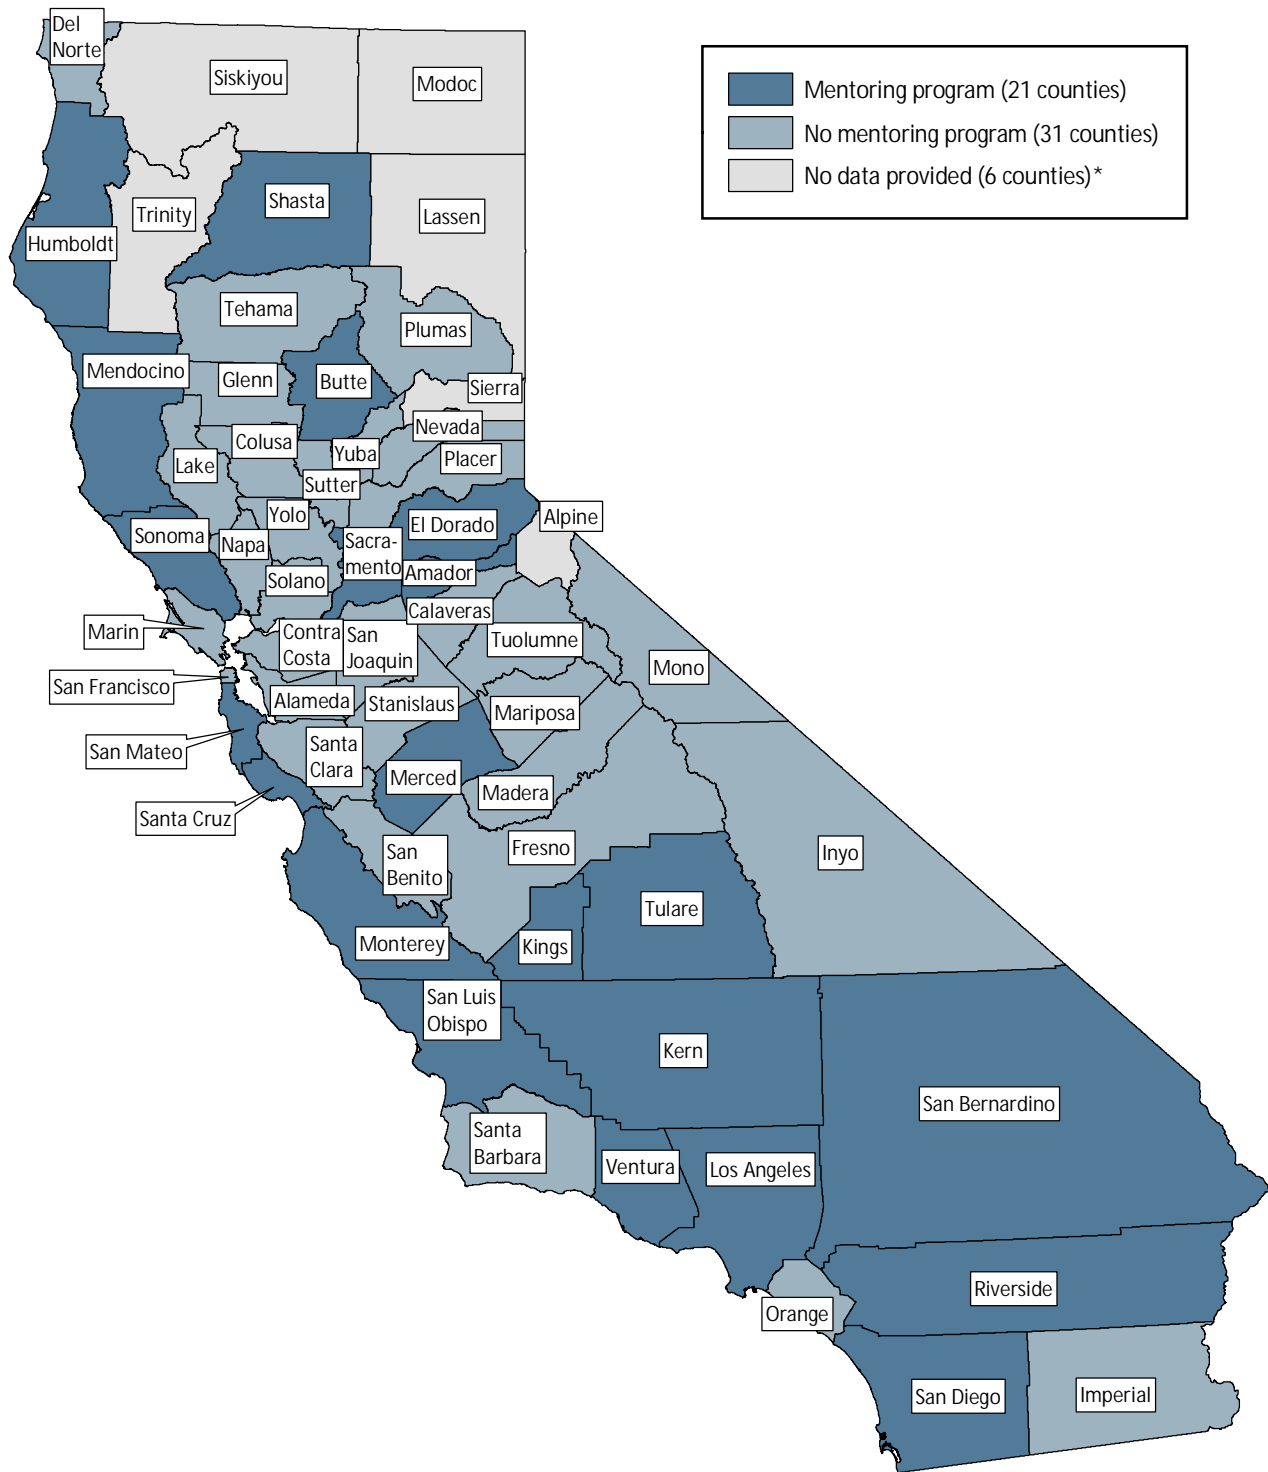 Del
Norte
Siskiyou
Modoc
Mentoring program (21 counties)
No mentoring program (31 counties)
No data provided (6 counties)*
Trinity
Shasta
Lassen
Humboldt
Tehama
Plumas
Mendocino
Glenn
Butte
Sierra
Nevada
Colusa
Yuba
Placer
Lake
Sutter
Yolo
Alpine
El Dorado
Sonoma
Napa
Sacra-
mento
Amador
Solano
Calaveras
Marin
Contra
Costa
San
Joaquin
Tuolumne
Mono
San Francisco
Alameda
Stanislaus
Mariposa
San Mateo
Santa
Clara
Merced
Madera
Santa Cruz
San
Benito
Fresno
Inyo
Tulare
Monterey
Kings
San Luis
Obispo
Kern
San Bernardino
Santa
Barbara
Ventura
Los Angeles
Riverside
Orange
San Diego
Imperial